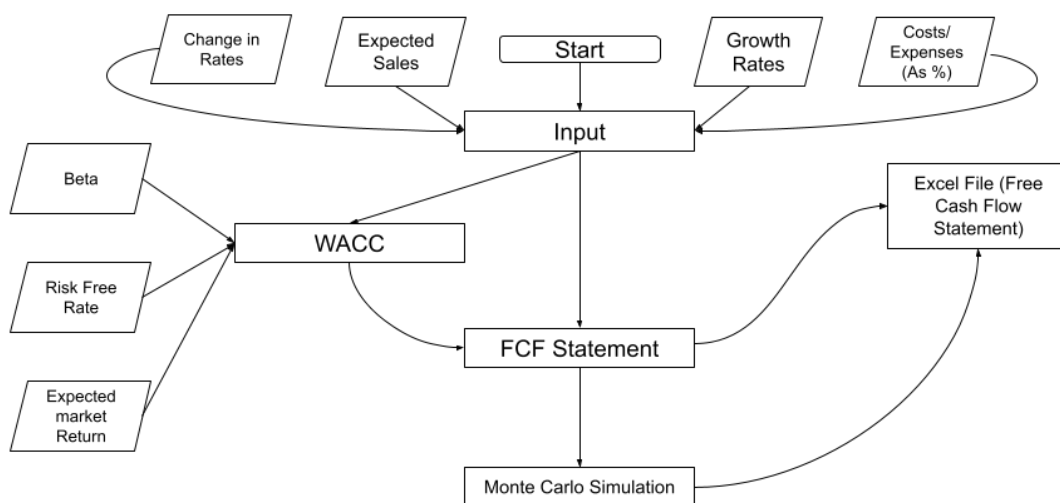 Change in
Rates
Expected
Sales
Start
Growth
Rates
Costs/
Expenses
(As %)
Input
Beta
WACC
Excel File (Free
Cash Flow
Statement)
Risk Free
Rate
FCF Statement
Expected
market
Return
Monte Carlo Simulation